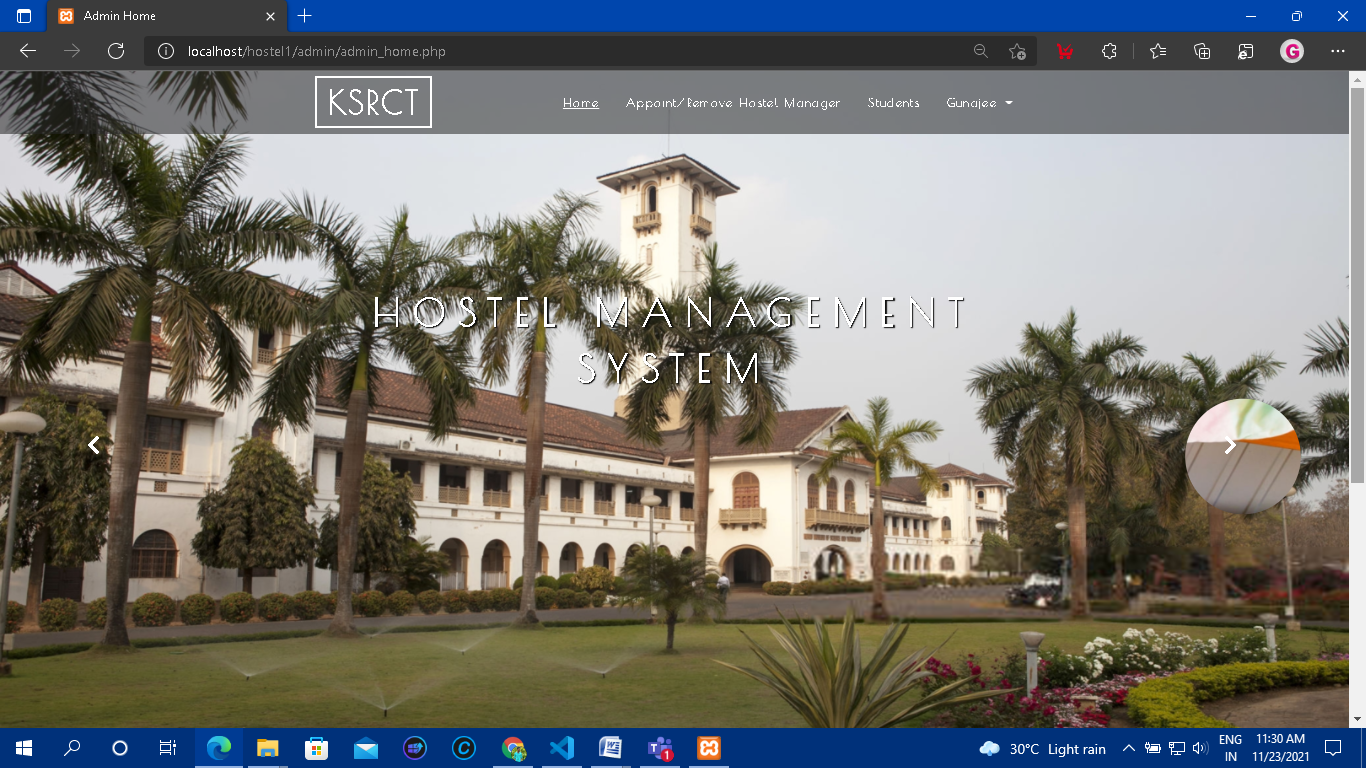 Admin Home
localhost/hostel1/admin/admin_home.php
G
KSRCT
Home Appoint/Remove Hostel Manager Students Gunajee
HOSTEL MANAGEMENT
SYSTEM
1
30°C Light rain
ENG
IN
11:30 AM
11/23/2021